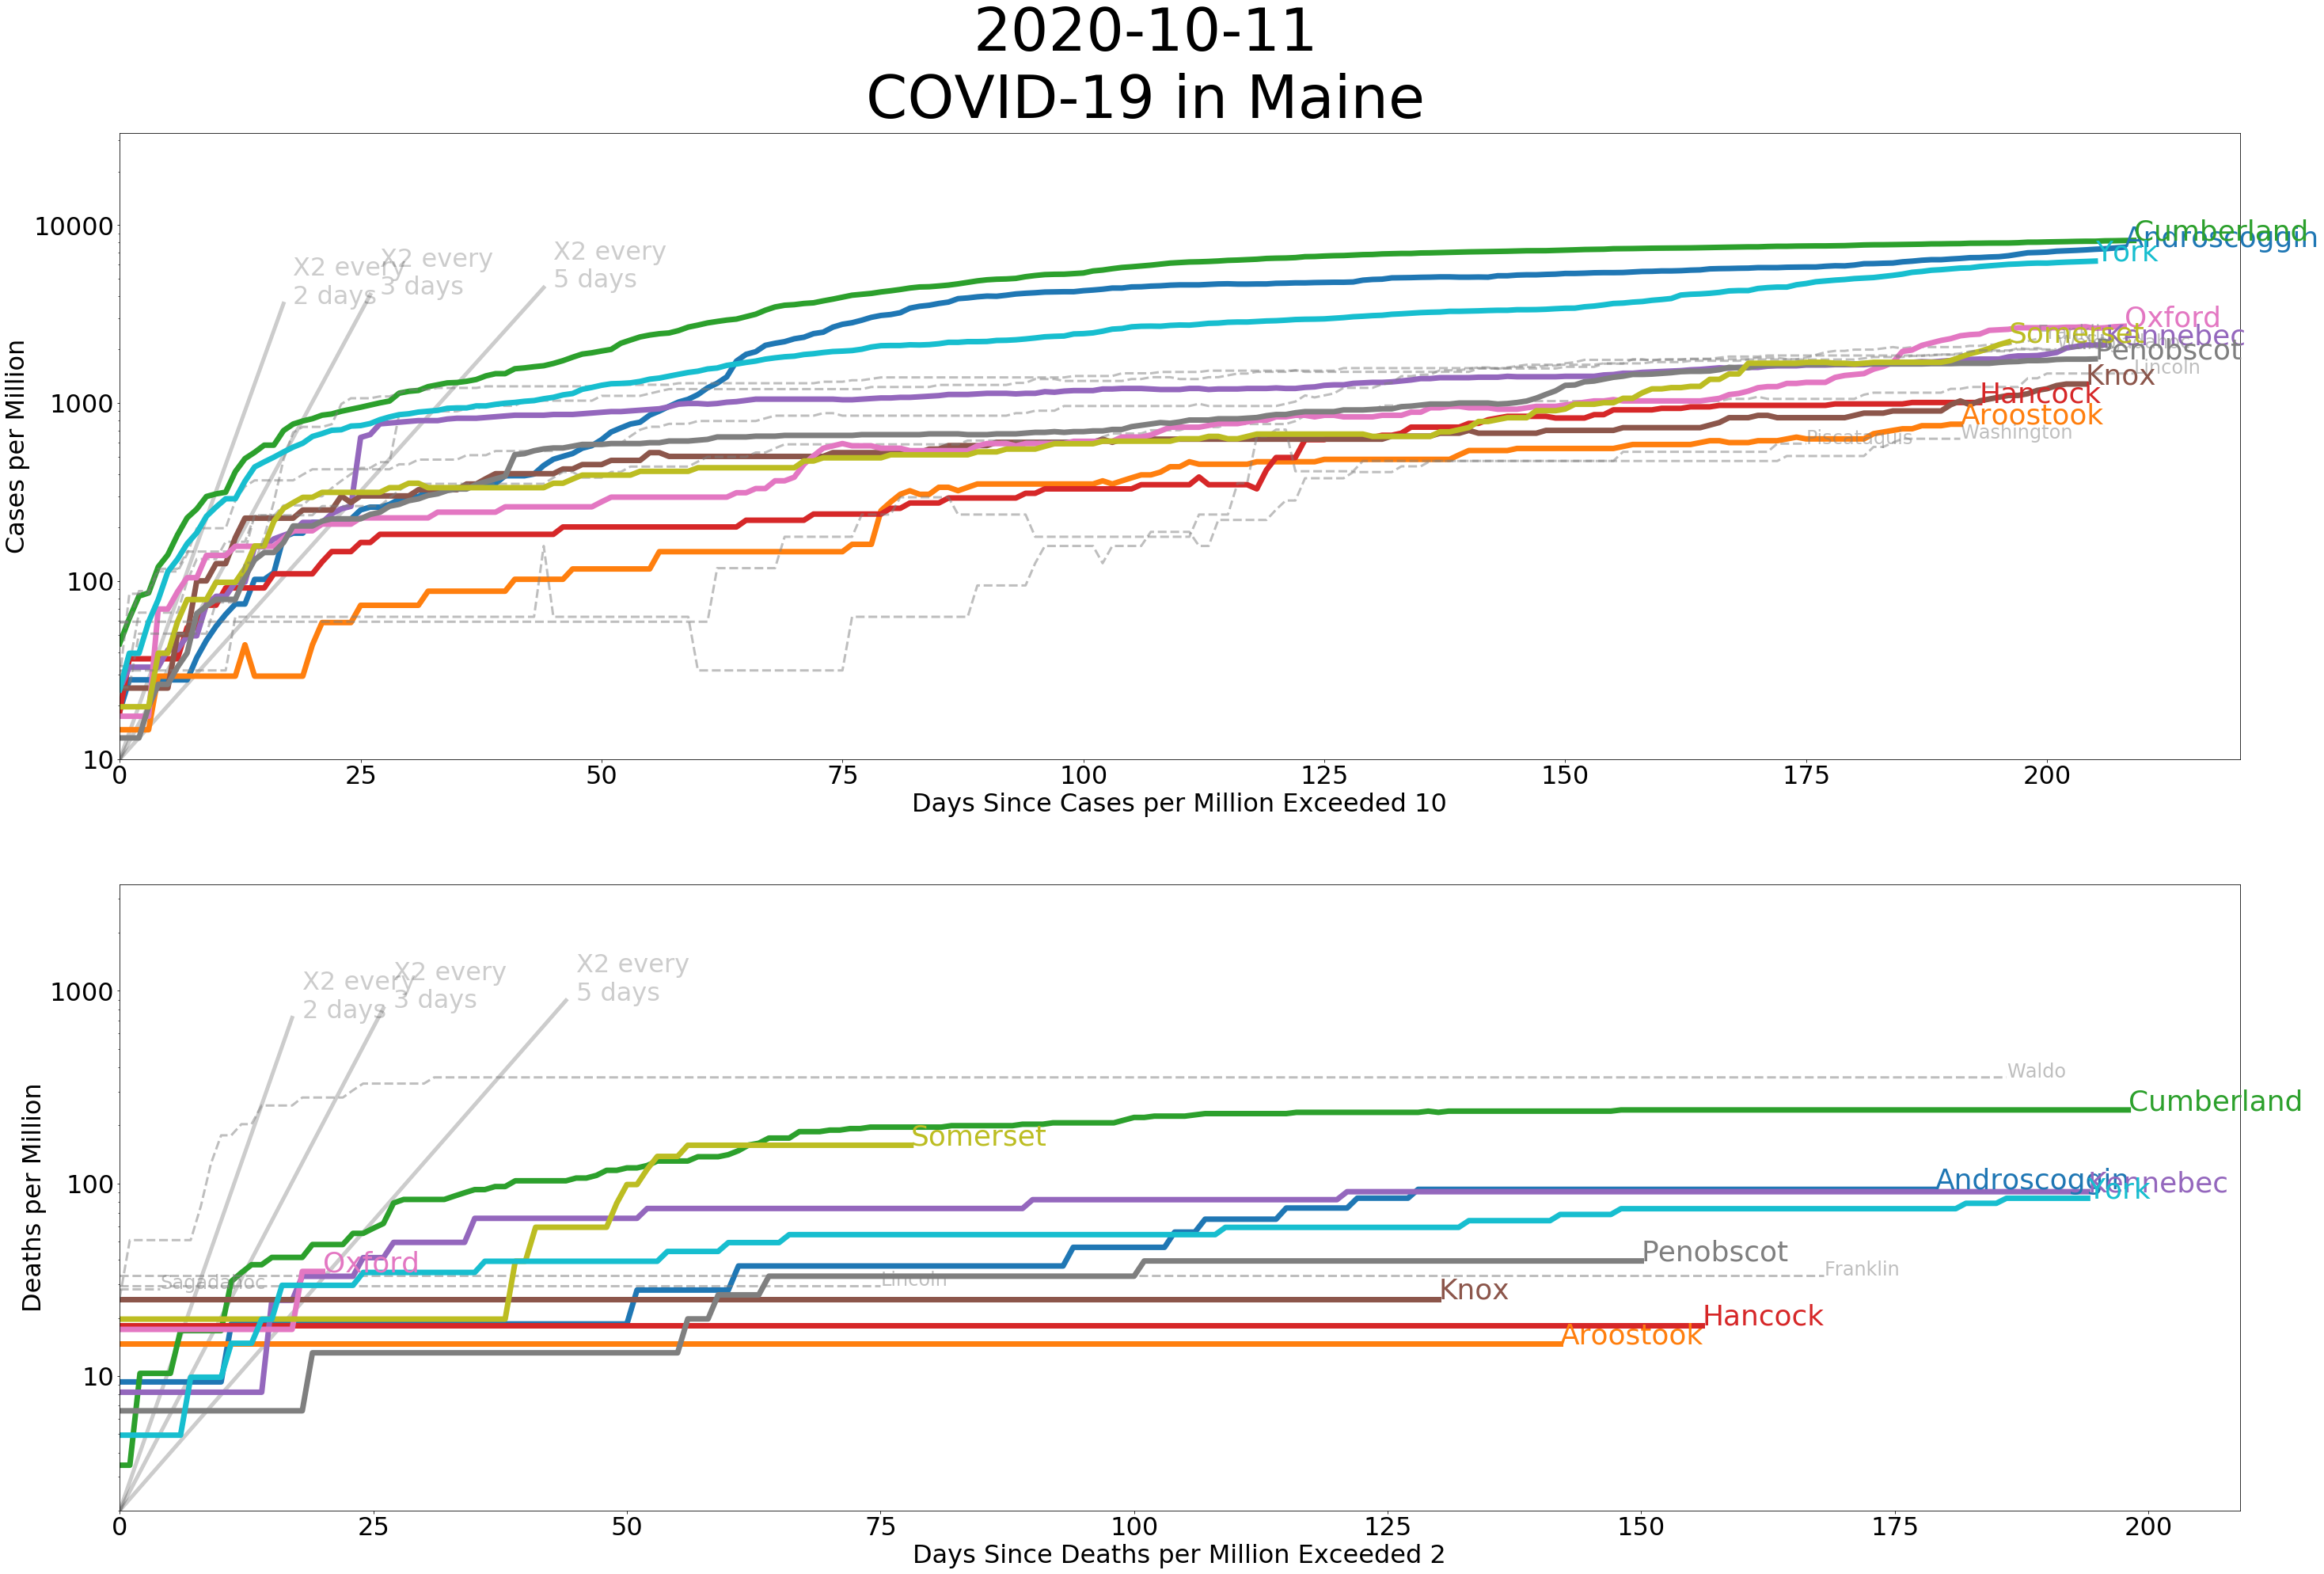 2020-10-11
COVID-19 in Maine
Cases per Million
10000
1000
100
10
X2 every
2 days
X2 every
3 days
X2 every
5 days
Cumberland
Androscoggin
York
Oxford
Somerset
Kennebec
Penobscot
Lincoln
Knox
Hancock
Aroostook
Washington
Piscataquis
0 25 50 75 100 125 150 175 200
Days Since Cases per Million Exceeded 10
Deaths per Million
1000
100
10
X2 every
2 days
X2 every
3 days
X2 every
5 days
Waldo
Cumberland
Somerset
Androscoggin
Kennebec
York
Oxford
Penobscot
Sagadahoc
Lincoln
Franklin
Knox
Hancock
Aroostook
0 25 50 75 100 125 150 175 200
Days Since Deaths per Million Exceeded 2